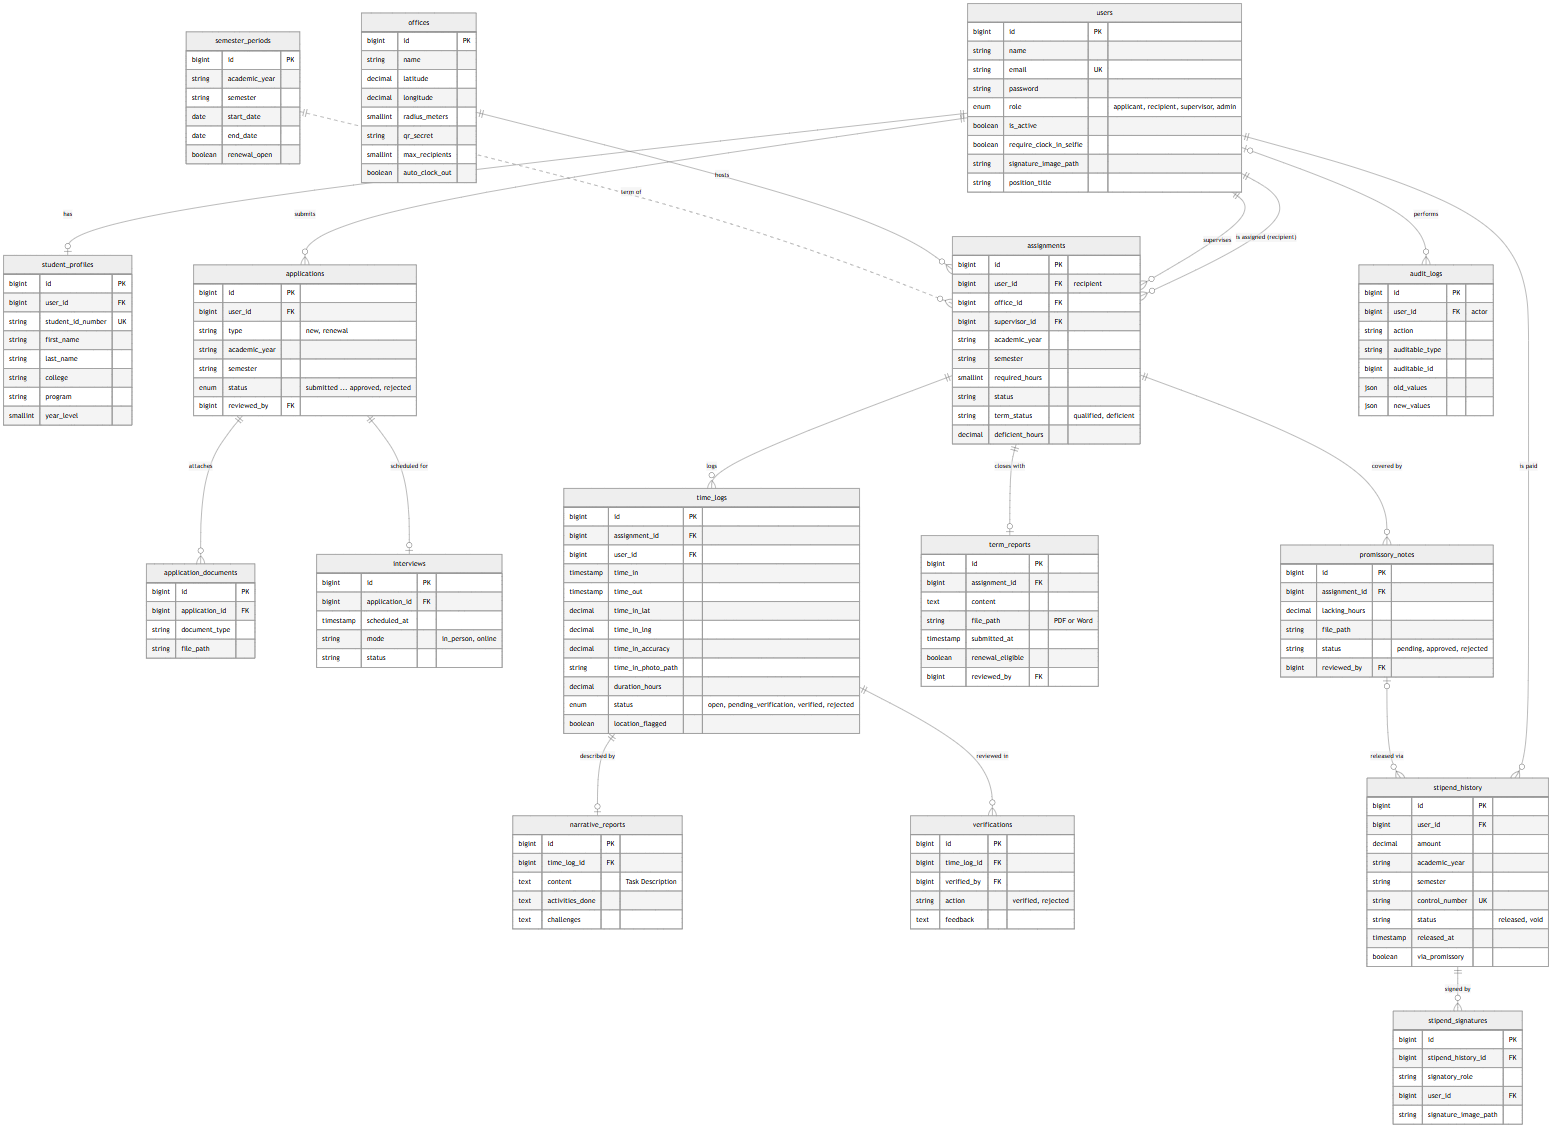 semester_periods
bigint id PK
string academic_year
string semester
date start_date
date end_date
boolean renewal_open
offices
bigint id PK
string name
decimal latitude
decimal longitude
smallint radius_meters
string qr_secret
smallint max_recipients
boolean auto_clock_out
users
bigint id PK
string name
string email UK
string password
enum role applicant, recipient, supervisor, admin
boolean is_active
boolean require_clock_in_selfie
string signature_image_path
string position_title
has
submits
term of
hosts
supervises
is assigned (recipient)
performs
student_profiles
bigint id PK
bigint user_id FK
string student_id_number UK
string first_name
string last_name
string college
string program
smallint year_level
applications
bigint id PK
bigint user_id FK
string type new, renewal
string academic_year
string semester
enum status submitted ... approved, rejected
bigint reviewed_by FK
assignments
bigint id PK
bigint user_id FK recipient
bigint office_id FK
bigint supervisor_id FK
string academic_year
string semester
smallint required_hours
string status
string term_status qualified, deficient
decimal deficient_hours
audit_logs
bigint id PK
bigint user_id FK actor
string action
string auditable_type
bigint auditable_id
json old_values
json new_values
attaches
scheduled for
logs
closes with
covered by
is paid
application_documents
bigint id PK
bigint application_id FK
string document_type
string file_path
interviews
bigint id PK
bigint application_id FK
timestamp scheduled_at
string mode in_person, online
string status
time_logs
bigint id PK
bigint assignment_id FK
bigint user_id FK
timestamp time_in
timestamp time_out
decimal time_in_lat
decimal time_in_lng
decimal time_in_accuracy
string time_in_photo_path
decimal duration_hours
enum status open, pending_verification, verified, rejected
boolean location_flagged
term_reports
bigint id PK
bigint assignment_id FK
text content
string file_path PDF or Word
timestamp submitted_at
boolean renewal_eligible
bigint reviewed_by FK
promissory_notes
bigint id PK
bigint assignment_id FK
decimal lacking_hours
string file_path
string status pending, approved, rejected
bigint reviewed_by FK
described by
reviewed in
released via
narrative_reports
bigint id PK
bigint time_log_id FK
text content Task Description
text activities_done
text challenges
verifications
bigint id PK
bigint time_log_id FK
bigint verified_by FK
string action verified, rejected
text feedback
stipend_history
bigint id PK
bigint user_id FK
decimal amount
string academic_year
string semester
string control_number UK
string status released, void
timestamp released_at
boolean via_promissory
signed by
stipend_signatures
bigint id PK
bigint stipend_history_id FK
string signatory_role
bigint user_id FK
string signature_image_path